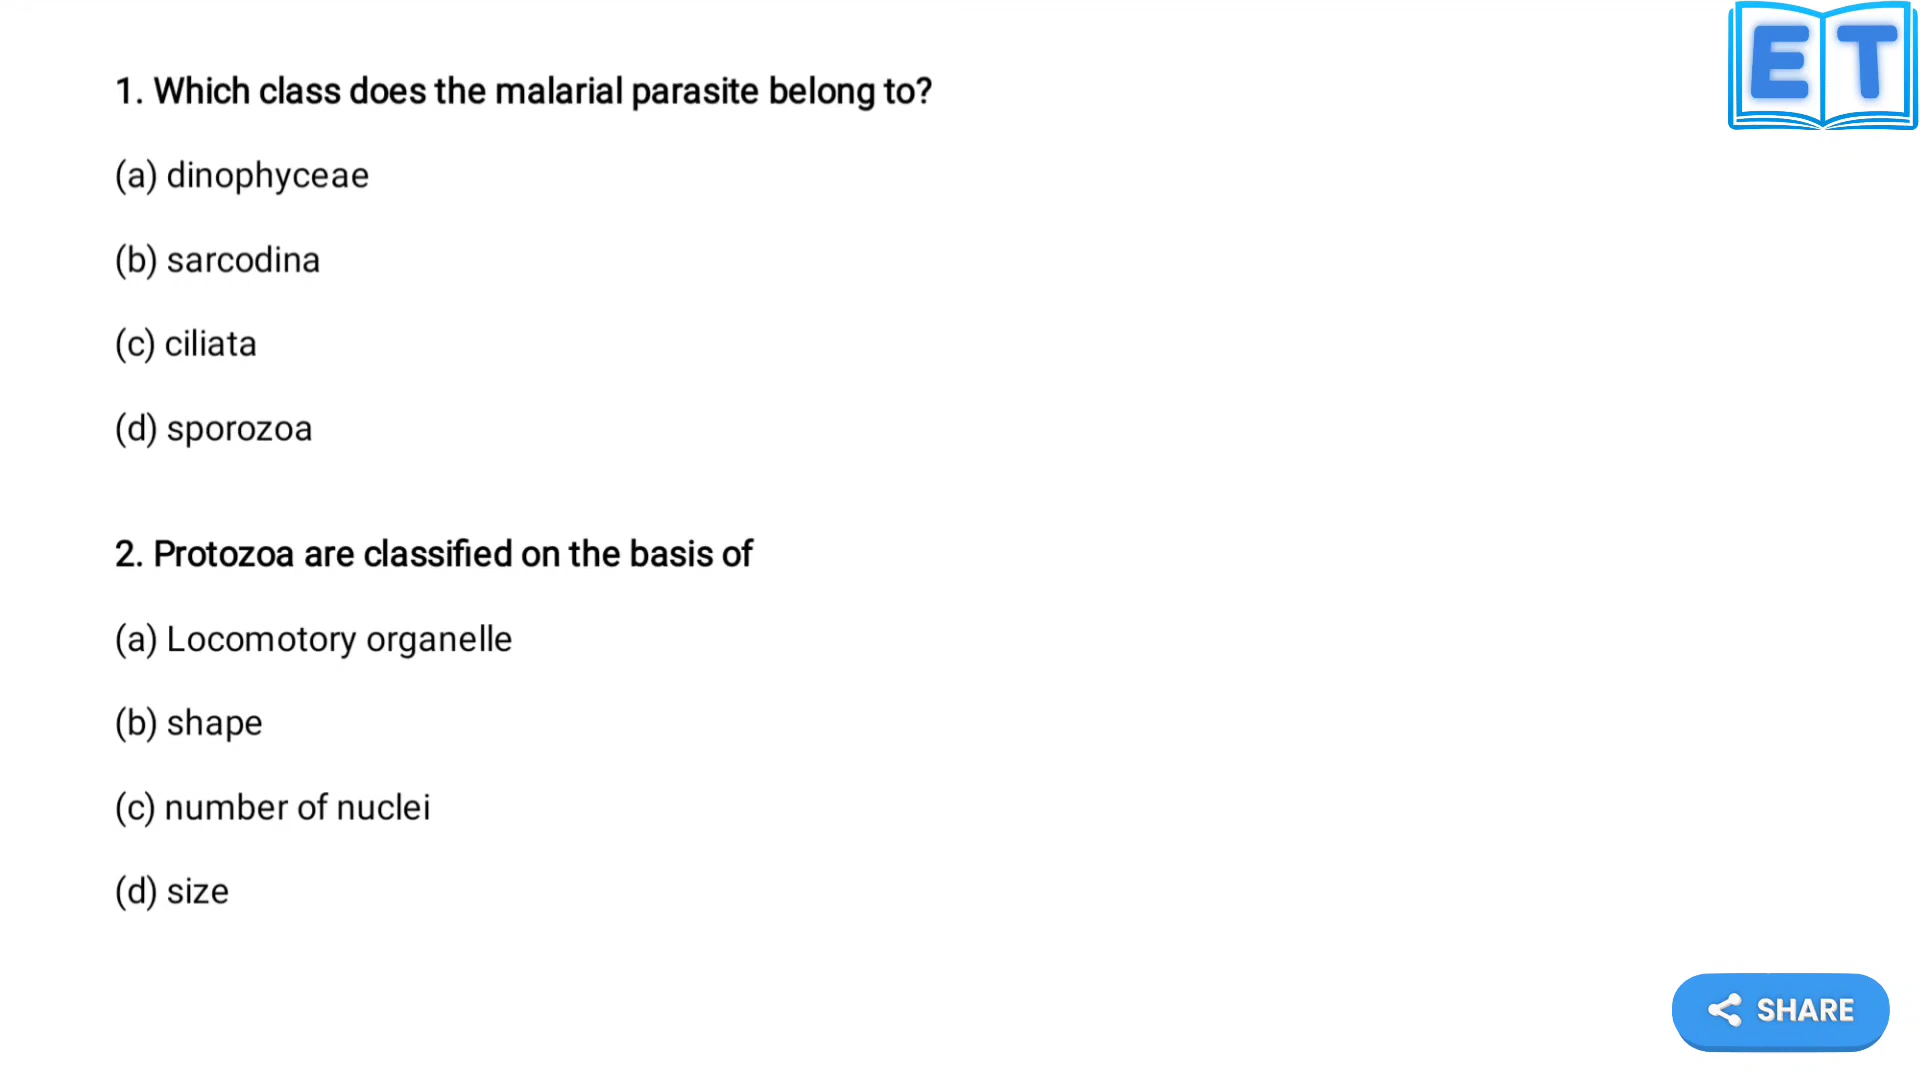 ET
1. Which class does the malarial parasite belong to?
(a) dinophyceae
(b) sarcodina
(c) ciliata
(d) sporozoa
2. Protozoa are classified on the basis of
(a) Locomotory organelle
(b) shape
(c) number of nuclei
(d) size
SHARE